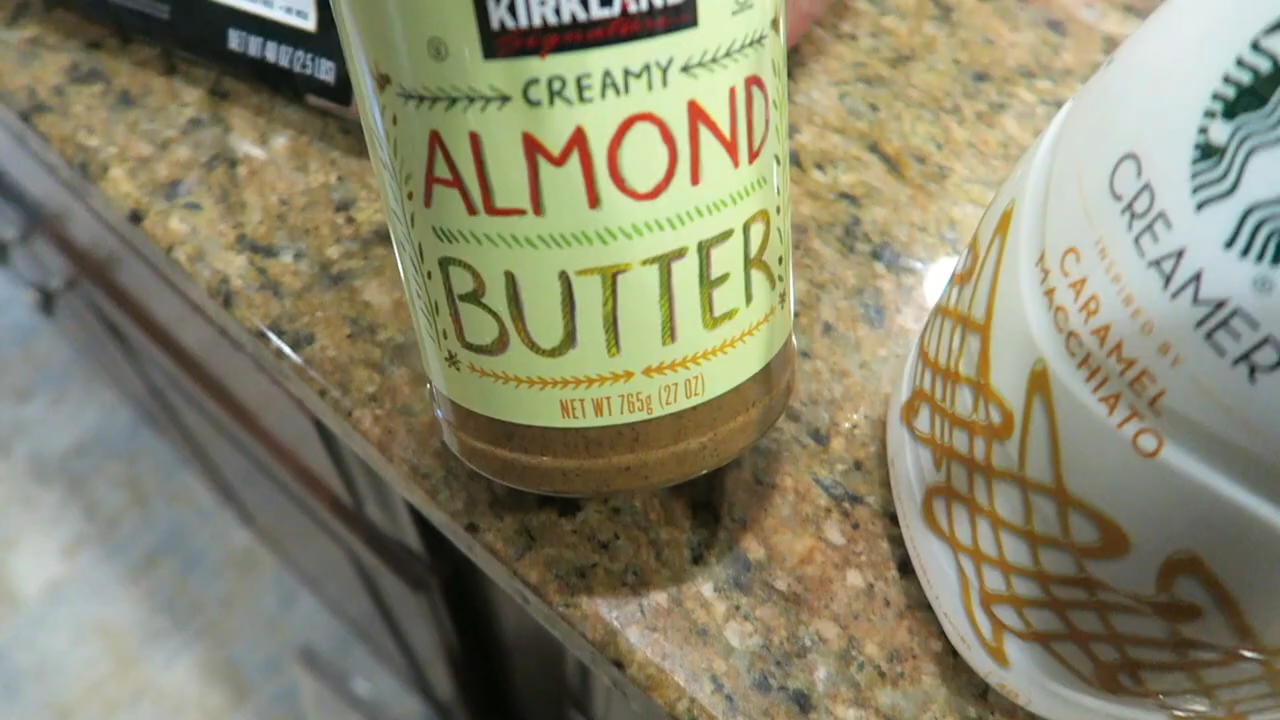 NET WT 40 OZ (2.5 LBS)
KIRKLAND
Signature
CREAMY
ALMOND
BUTTER
NET WT 765g (27 OZ)
CREAMER
INSPIRED BY
CARAMEL
MACCHIATO